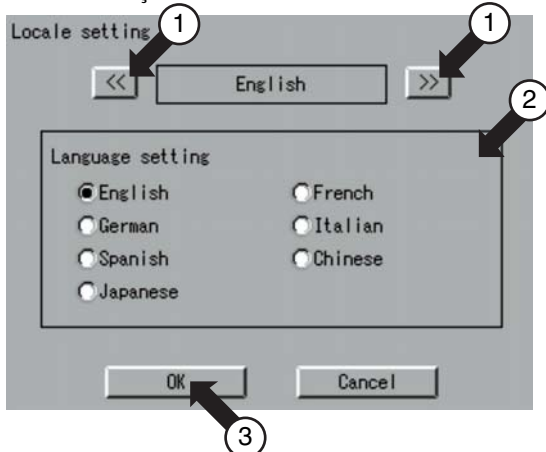 Locale setting
1
1
<< English >>
2
Language setting
English French
German Italian
Spanish Chinese
Japanese
OK Cancel
3